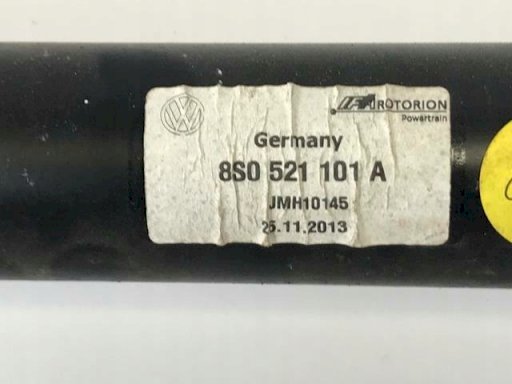 IFA ROTORION
Powertrain
Germany
8S0 521 101 A
JMH10145
25.11.2013